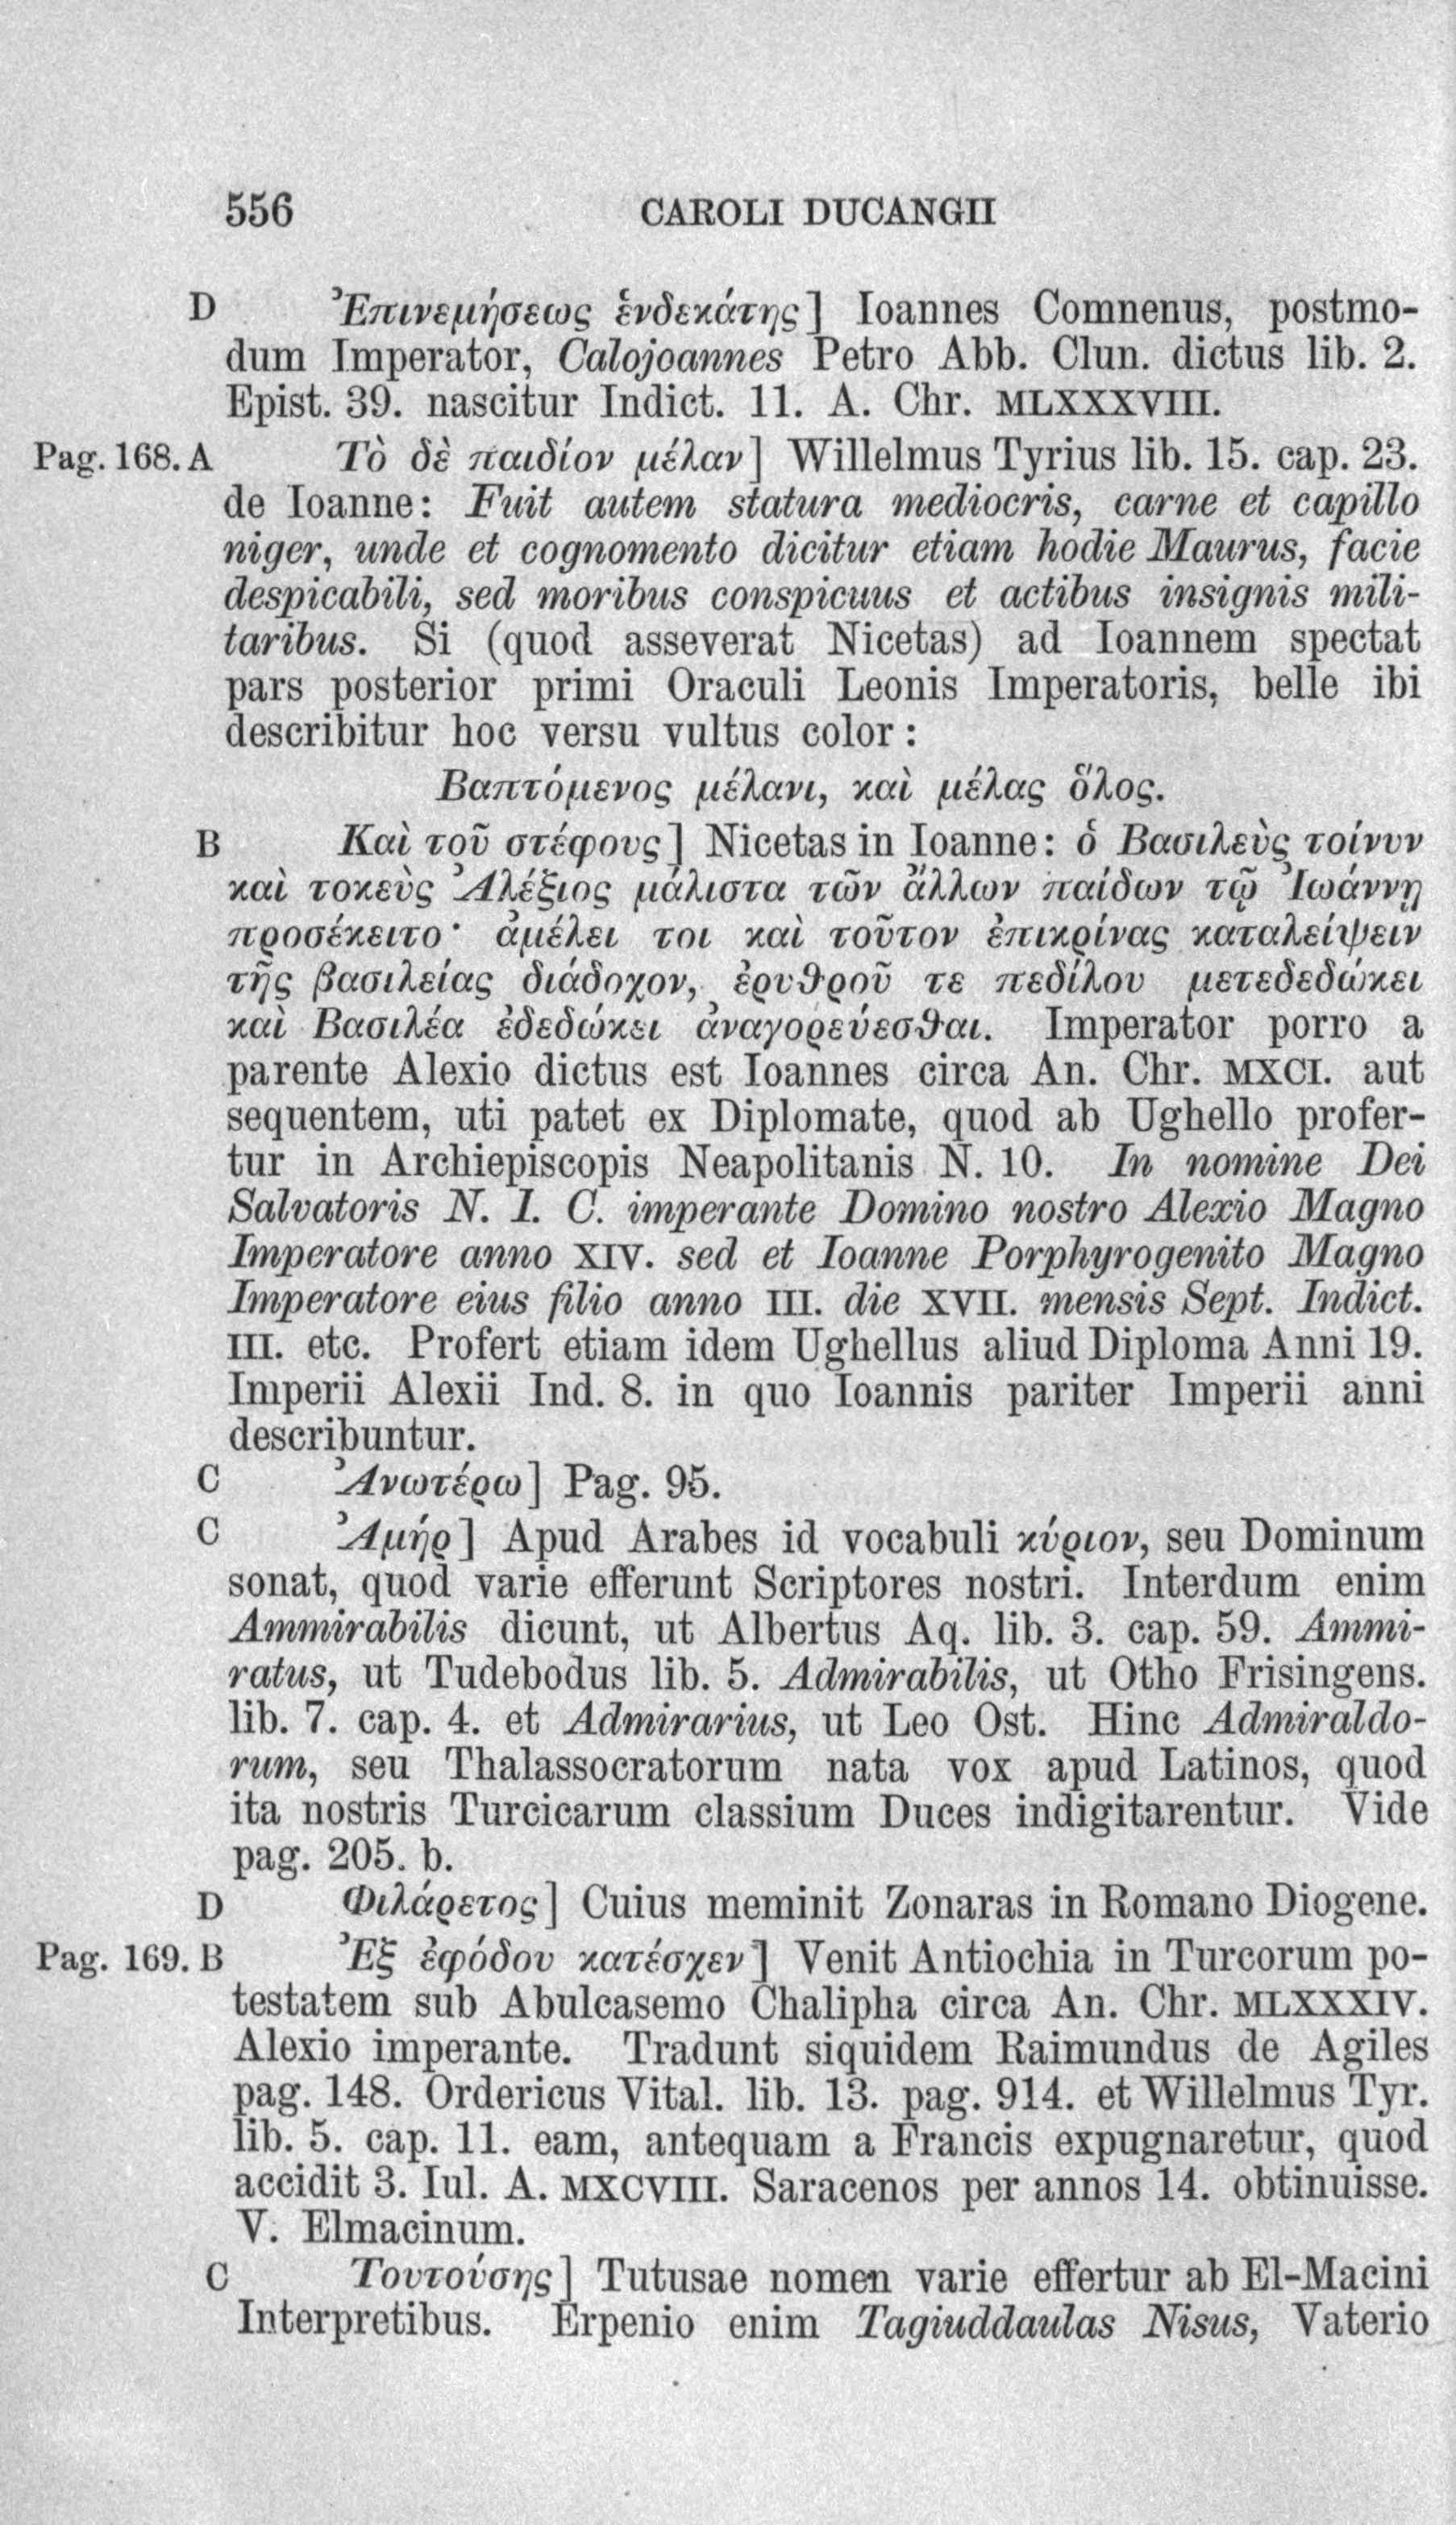 556 CAROLI DUCANGII
D Ἐπινεμήσεως ἑνδεκάτης] Ioannes Comnenus, postmo-
dum Imperator, Calojoannes Petro Abb. Clun. dictus lib. 2.
Epist. 39. nascitur Indict. 11. A. Chr. MLXXXVIII.
Pag. 168. A Τὸ δὲ παιδίον μέλαν] Willelmus Tyrius lib. 15. cap. 23.
de Ioanne: Fuit autem statura mediocris, carne et capillo
niger, unde et cognomento dicitur etiam hodie Maurus, facie
despicabili, sed moribus conspicuus et actibus insignis mili-
taribus. Si (quod asseverat Nicetas) ad Ioannem spectat
pars posterior primi Oraculi Leonis Imperatoris, belle ibi
describitur hoc versu vultus color:
Βαπτόμενος μέλανι, καὶ μέλας ὅλος.
B Καὶ τοῦ στέφους] Nicetas in Ioanne: ὁ Βασιλεὺς τοίνυν
καὶ τοκεὺς Ἀλέξιος μάλιστα τῶν ἄλλων παίδων τῷ Ἰωάννῃ
προσέκειτο· ἀμέλει τοι καὶ τοῦτον ἐπικρίνας καταλείψειν
τῆς βασιλείας διάδοχον, ἐρυθροῦ τε πεδίλου μετεδεδώκει
καὶ Βασιλέα ἐδεδώκει ἀναγορεύεσθαι. Imperator porro a
parente Alexio dictus est Ioannes circa An. Chr. MXCI. aut
sequentem, uti patet ex Diplomate, quod ab Ughello profer-
tur in Archiepiscopis Neapolitanis N. 10. In nomine Dei
Salvatoris N. I. C. imperante Domino nostro Alexio Magno
Imperatore anno XIV. sed et Ioanne Porphyrogenito Magno
Imperatore eius filio anno III. die XVII. mensis Sept. Indict.
III. etc. Profert etiam idem Ughellus aliud Diploma Anni 19.
Imperii Alexii Ind. 8. in quo Ioannis pariter Imperii anni
describuntur.
C Ἀνωτέρω] Pag. 95.
C Ἀμήρ] Apud Arabes id vocabuli κύριον, seu Dominum
sonat, quod varie efferunt Scriptores nostri. Interdum enim
Ammirabilis dicunt, ut Albertus Aq. lib. 3. cap. 59. Ammi-
ratus, ut Tudebodus lib. 5. Admirabilis, ut Otho Frisingens.
lib. 7. cap. 4. et Admirarius, ut Leo Ost. Hinc Admiraldo-
rum, seu Thalassocratorum nata vox apud Latinos, quod
ita nostris Turcicarum classium Duces indigitarentur. Vide
pag. 205. b.
D Φιλάρετος] Cuius meminit Zonaras in Romano Diogene.
Pag. 169. B Ἐξ ἐφόδου κατέσχεν] Venit Antiochia in Turcorum po-
testatem sub Abulcasemo Chalipha circa An. Chr. MLXXXIV.
Alexio imperante. Tradunt siquidem Raimundus de Agiles
pag. 148. Ordericus Vital. lib. 13. pag. 914. et Willelmus Tyr.
lib. 5. cap. 11. eam, antequam a Francis expugnaretur, quod
accidit 3. Iul. A. MXCVIII. Saracenos per annos 14. obtinuisse.
V. Elmacinum.
C Τουτούσης] Tutusae nomen varie effertur ab El-Macini
Interpretibus. Erpenio enim Tagiuddaulas Nisus, Vaterio